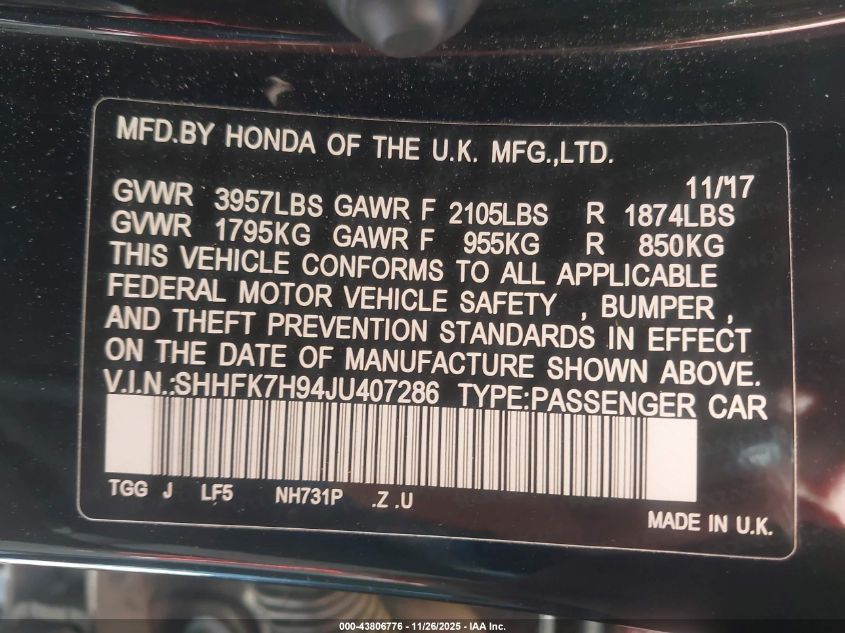 MFD.BY HONDA OF THE U.K. MFG.,LTD.
11/17
GVWR 3957LBS GAWR F 2105LBS R 1874LBS
GVWR 1795KG GAWR F 955KG R 850KG
THIS VEHICLE CONFORMS TO ALL APPLICABLE
FEDERAL MOTOR VEHICLE SAFETY , BUMPER ,
AND THEFT PREVENTION STANDARDS IN EFFECT
ON THE DATE OF MANUFACTURE SHOWN ABOVE.
V.I.N.:SHHFK7H94JU407286 TYPE:PASSENGER CAR
TGG J LF5 NH731P .Z .U
MADE IN U.K.
000-43806776 | 11/26/2025 | IAA Inc.